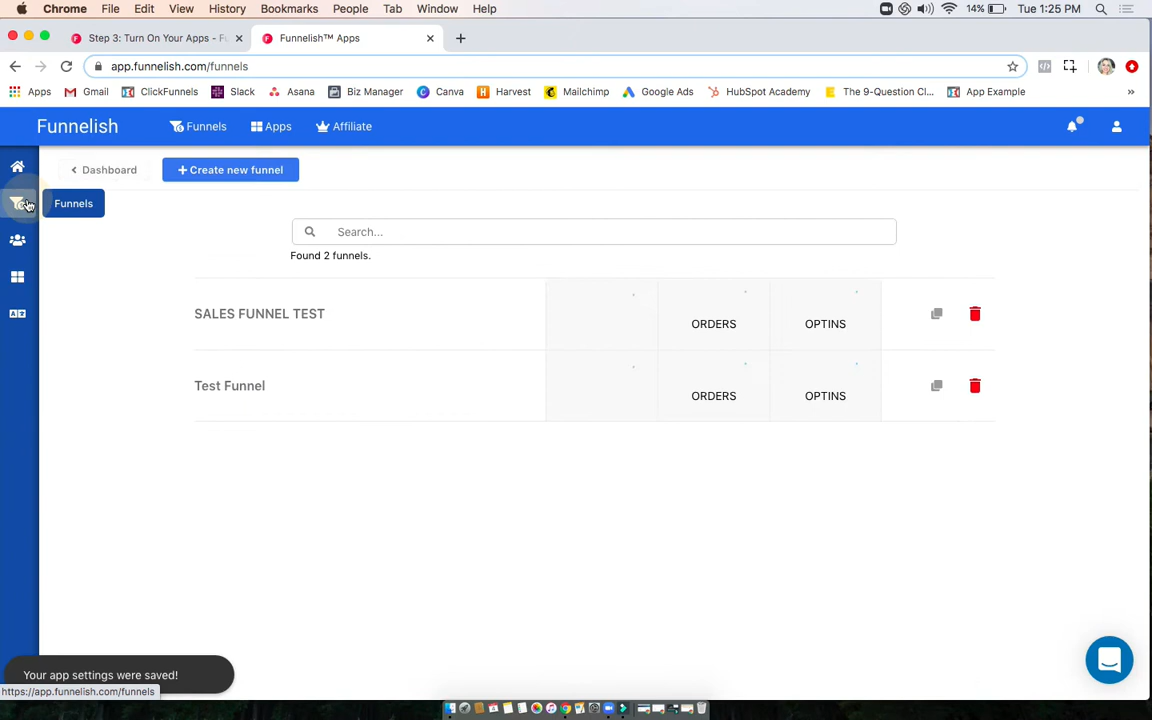 Chrome File Edit View History Bookmarks People Tab Window Help 14% Tue 1:25 PM
Step 3: Turn On Your Apps - Fu
Funnelish™ Apps
app.funnelish.com/funnels
Apps Gmail ClickFunnels Slack Asana Biz Manager Canva Harvest Mailchimp Google Ads HubSpot Academy The 9-Question Cl... App Example »
Funnelish Funnels Apps Affiliate
Dashboard + Create new funnel
Funnels
Search...
Found 2 funnels.
SALES FUNNEL TEST ORDERS OPTINS
Test Funnel ORDERS OPTINS
Your app settings were saved!
https://app.funnelish.com/funnels